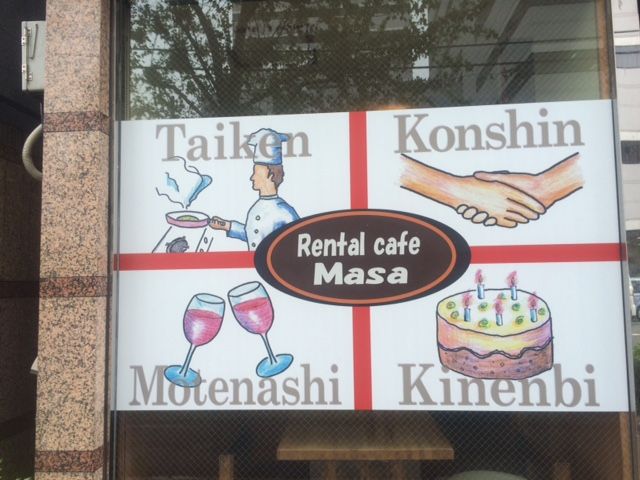 Taiken
Konshin
Rental cafe
Masa
Motenashi
Kinenbi